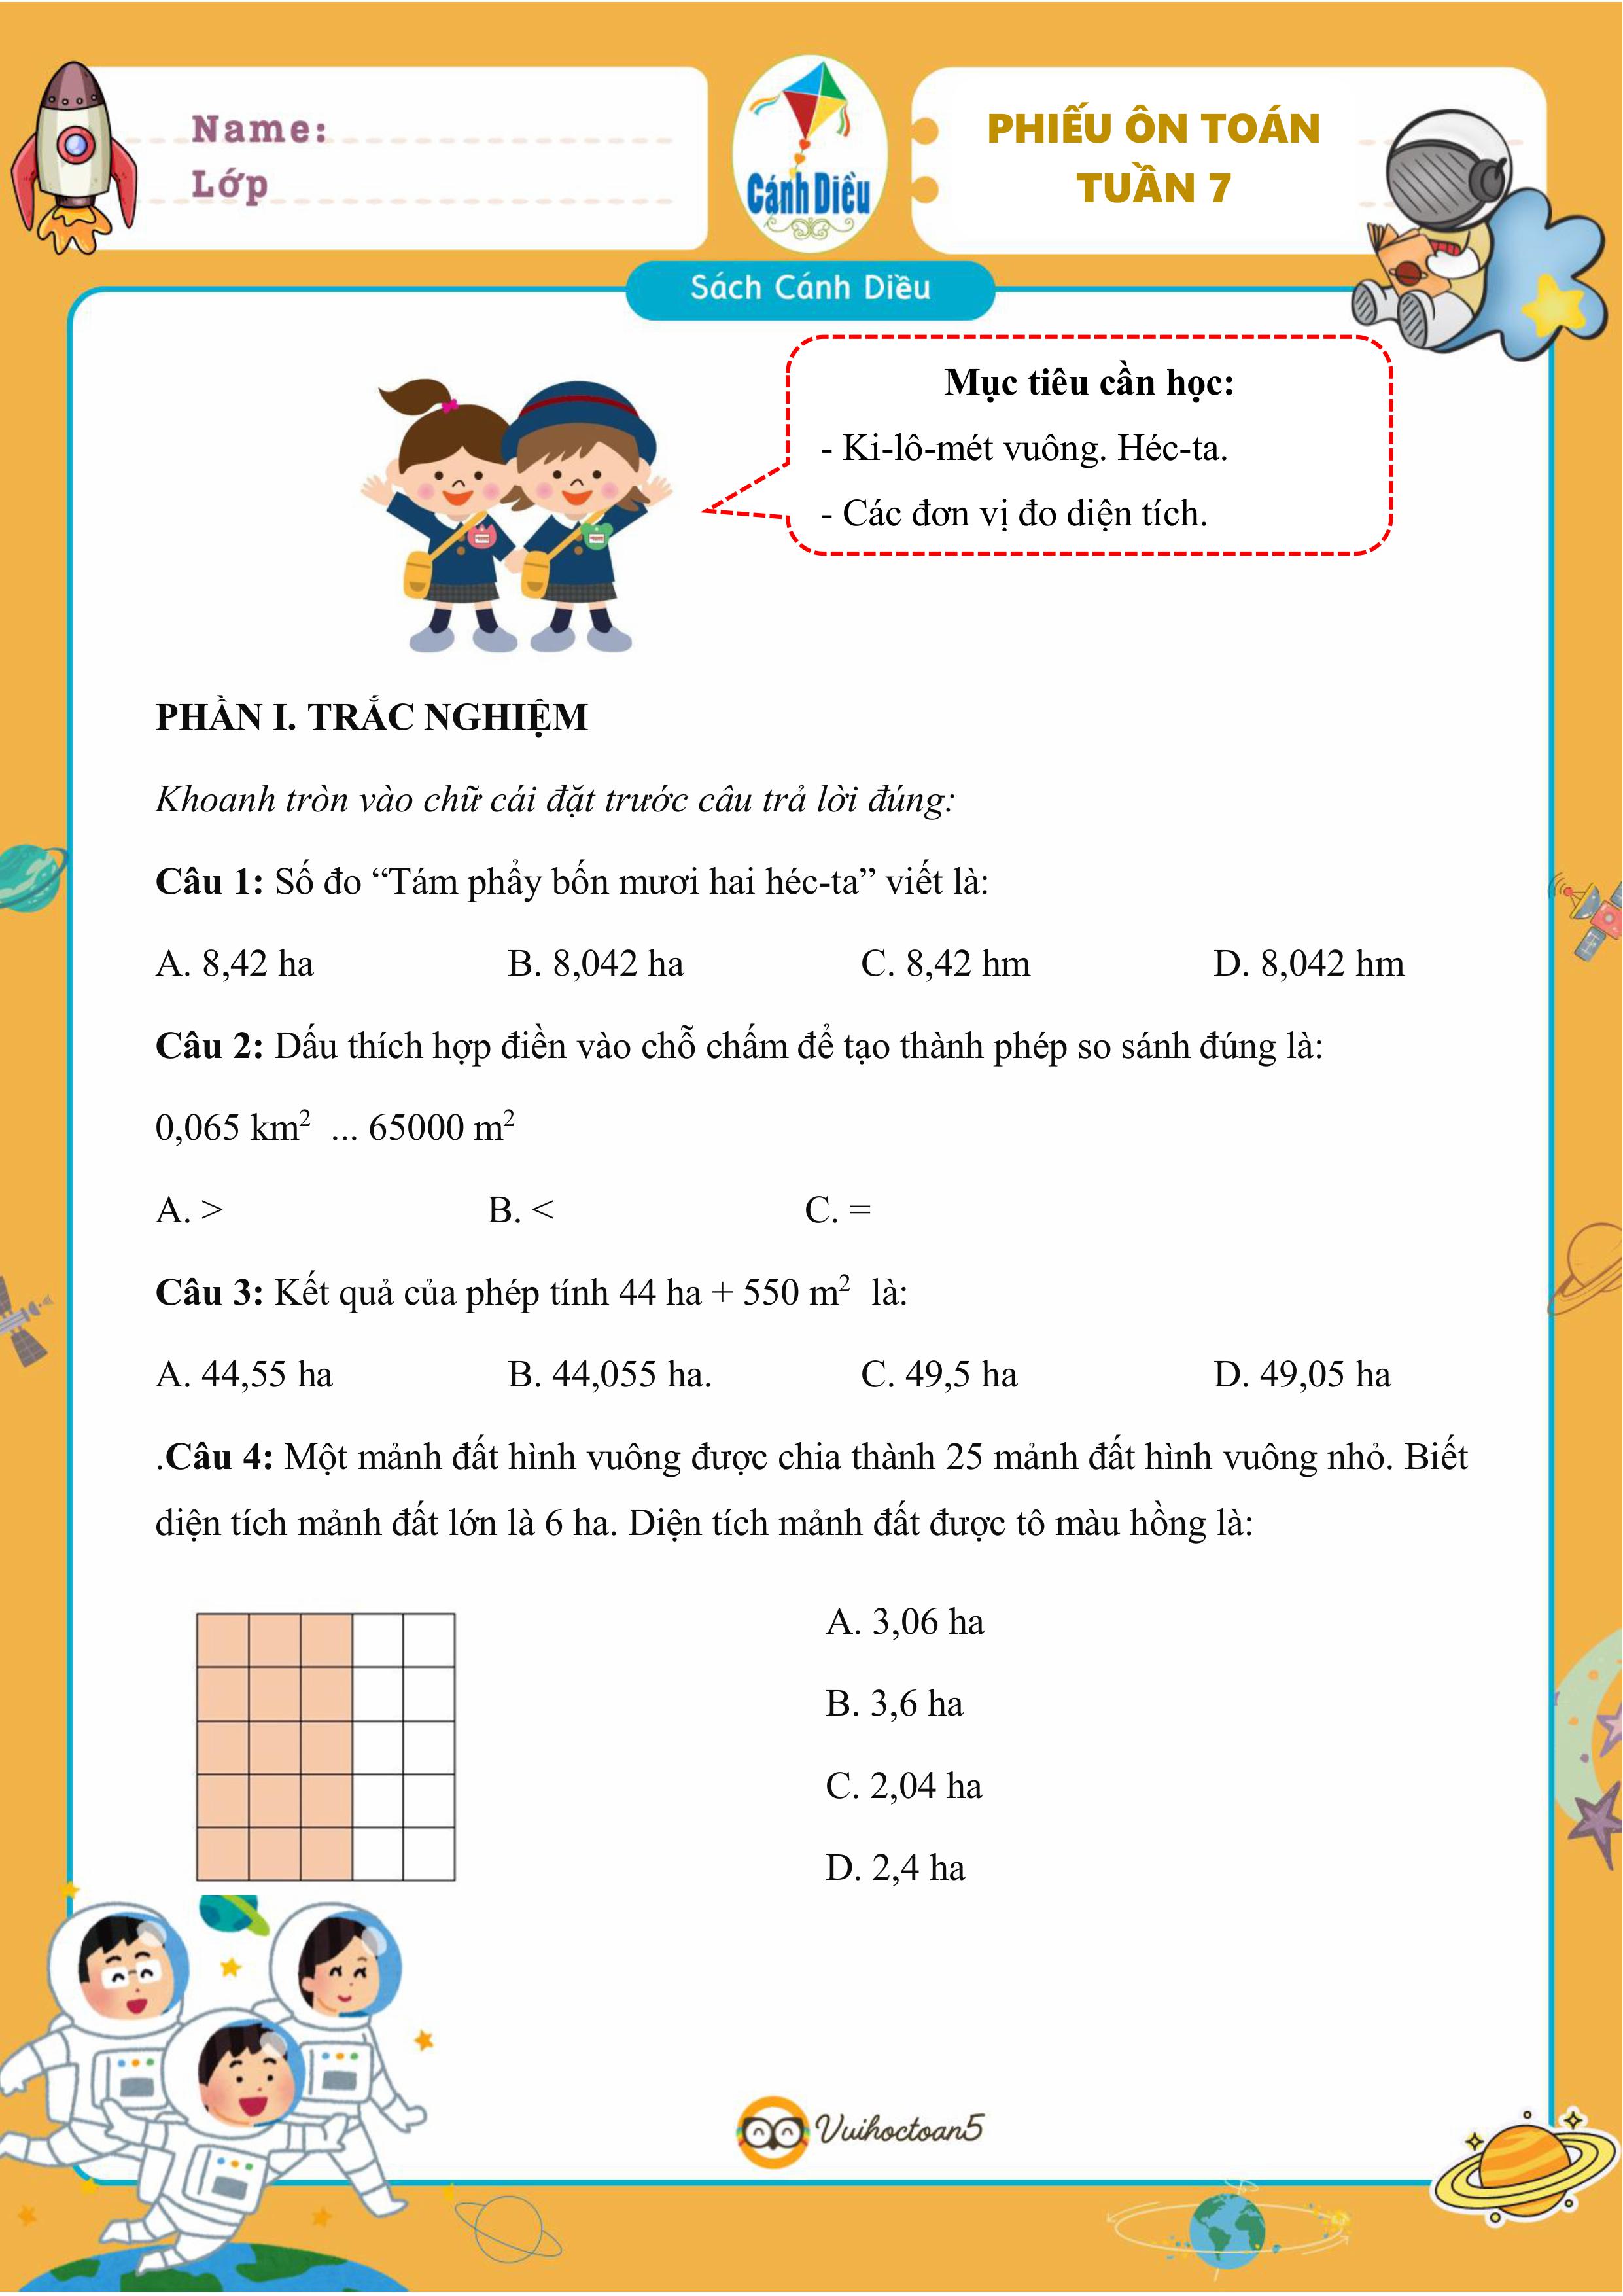 Name:
Lớp
Cánh Diều
PHIẾU ÔN TOÁN
TUẦN 7
Sách Cánh Diều
Mục tiêu cần học:
- Ki-lô-mét vuông. Héc-ta.
- Các đơn vị đo diện tích.
PHẦN I. TRẮC NGHIỆM
Khoanh tròn vào chữ cái đặt trước câu trả lời đúng:
Câu 1: Số đo “Tám phẩy bốn mươi hai héc-ta” viết là:
A. 8,42 ha B. 8,042 ha C. 8,42 hm D. 8,042 hm
Câu 2: Dấu thích hợp điền vào chỗ chấm để tạo thành phép so sánh đúng là:
0,065 km² ... 65000 m²
A. > B. < C. =
Câu 3: Kết quả của phép tính 44 ha + 550 m² là:
A. 44,55 ha B. 44,055 ha. C. 49,5 ha D. 49,05 ha
.Câu 4: Một mảnh đất hình vuông được chia thành 25 mảnh đất hình vuông nhỏ. Biết
diện tích mảnh đất lớn là 6 ha. Diện tích mảnh đất được tô màu hồng là:
A. 3,06 ha
B. 3,6 ha
C. 2,04 ha
D. 2,4 ha
Vuihoctoan5